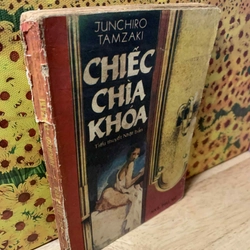 JUNCHIRO
TAMZAKI
CHIẾC
CHÌA
KHÓA
Tiểu thuyết Nhật Bản